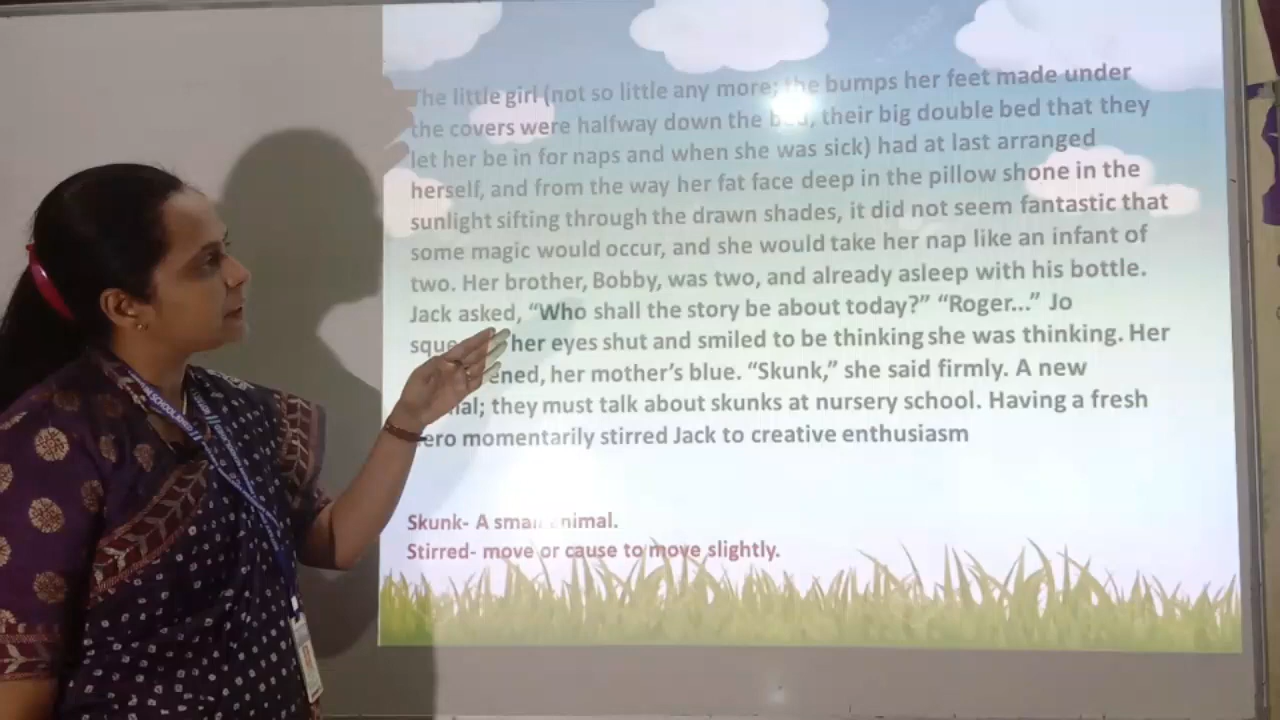 The little girl (not so little any more; the bumps her feet made under
the covers were halfway down the bed, their big double bed that they
let her be in for naps and when she was sick) had at last arranged
herself, and from the way her fat face deep in the pillow shone in the
sunlight sifting through the drawn shades, it did not seem fantastic that
some magic would occur, and she would take her nap like an infant of
two. Her brother, Bobby, was two, and already asleep with his bottle.
Jack asked, “Who shall the story be about today?” “Roger...” Jo
her eyes shut and smiled to be thinking she was thinking. Her
her mother’s blue. “Skunk,” she said firmly. A new
they must talk about skunks at nursery school. Having a fresh
momentarily stirred Jack to creative enthusiasm
Skunk- A small animal.
Stirred- move or cause to move slightly.